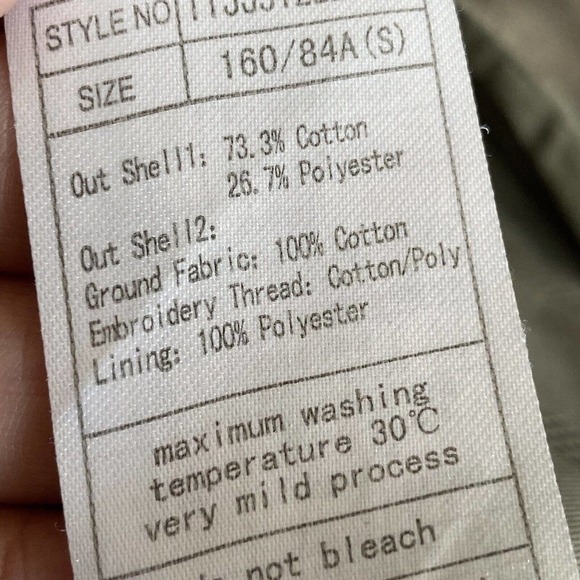 STYLE NO
SIZE 160/84A(S)
Out Shell1: 73.3% Cotton
26.7% Polyester
Out Shell2:
Ground Fabric: 100% Cotton
Embroidery Thread: Cotton/Poly
Lining: 100% Polyester
maximum washing
temperature 30℃
very mild process
not bleach